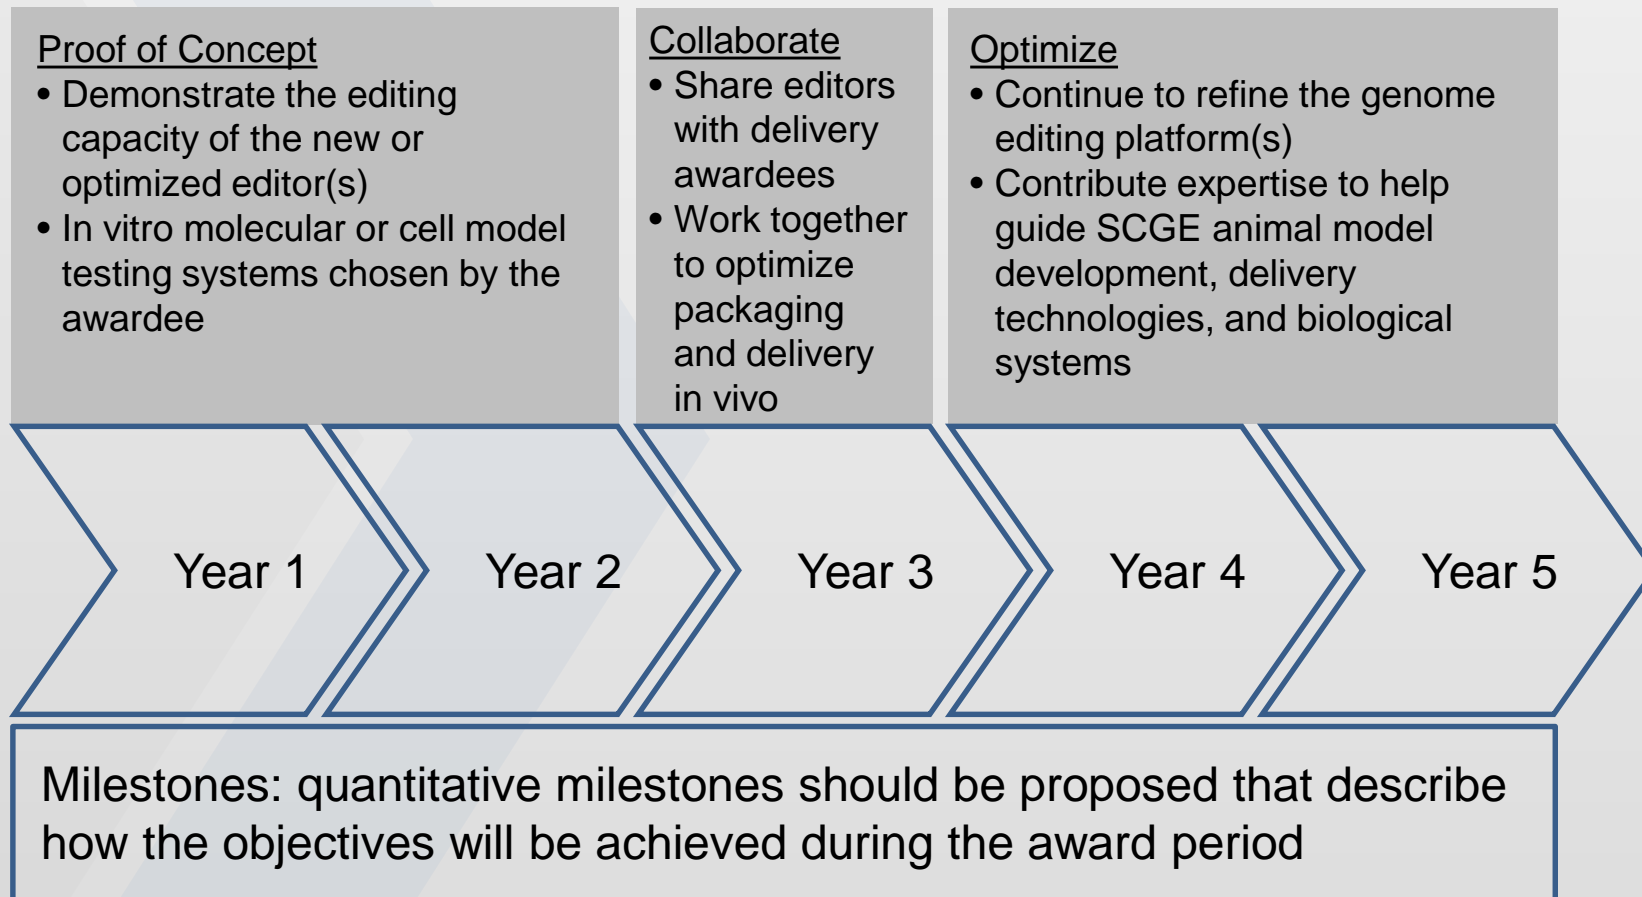 Proof of Concept
• Demonstrate the editing
capacity of the new or
optimized editor(s)
• In vitro molecular or cell model
testing systems chosen by the
awardee
Collaborate
• Share editors
with delivery
awardees
• Work together
to optimize
packaging
and delivery
in vivo
Optimize
• Continue to refine the genome
editing platform(s)
• Contribute expertise to help
guide SCGE animal model
development, delivery
technologies, and biological
systems
Year 1
Year 2
Year 3
Year 4
Year 5
Milestones: quantitative milestones should be proposed that describe
how the objectives will be achieved during the award period